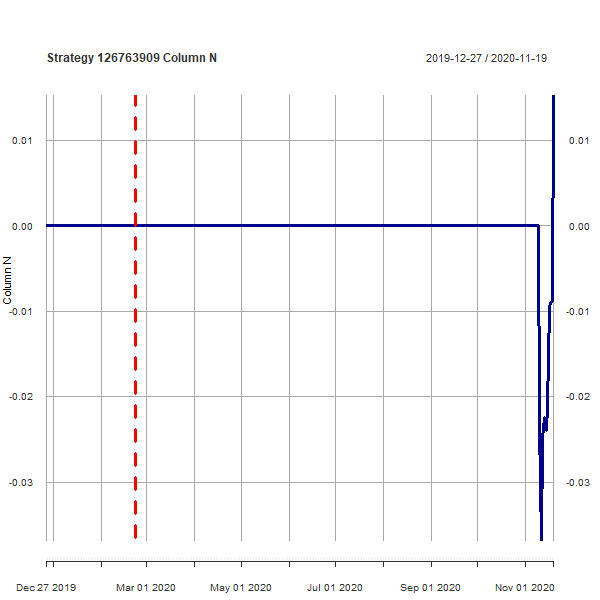 Strategy 126763909 Column N
2019-12-27 / 2020-11-19
0.01
0.01
0.00
0.00
Column N
-0.01
-0.01
-0.02
-0.02
-0.03
-0.03
Dec 27 2019
Mar 01 2020
May 01 2020
Jul 01 2020
Sep 01 2020
Nov 01 2020